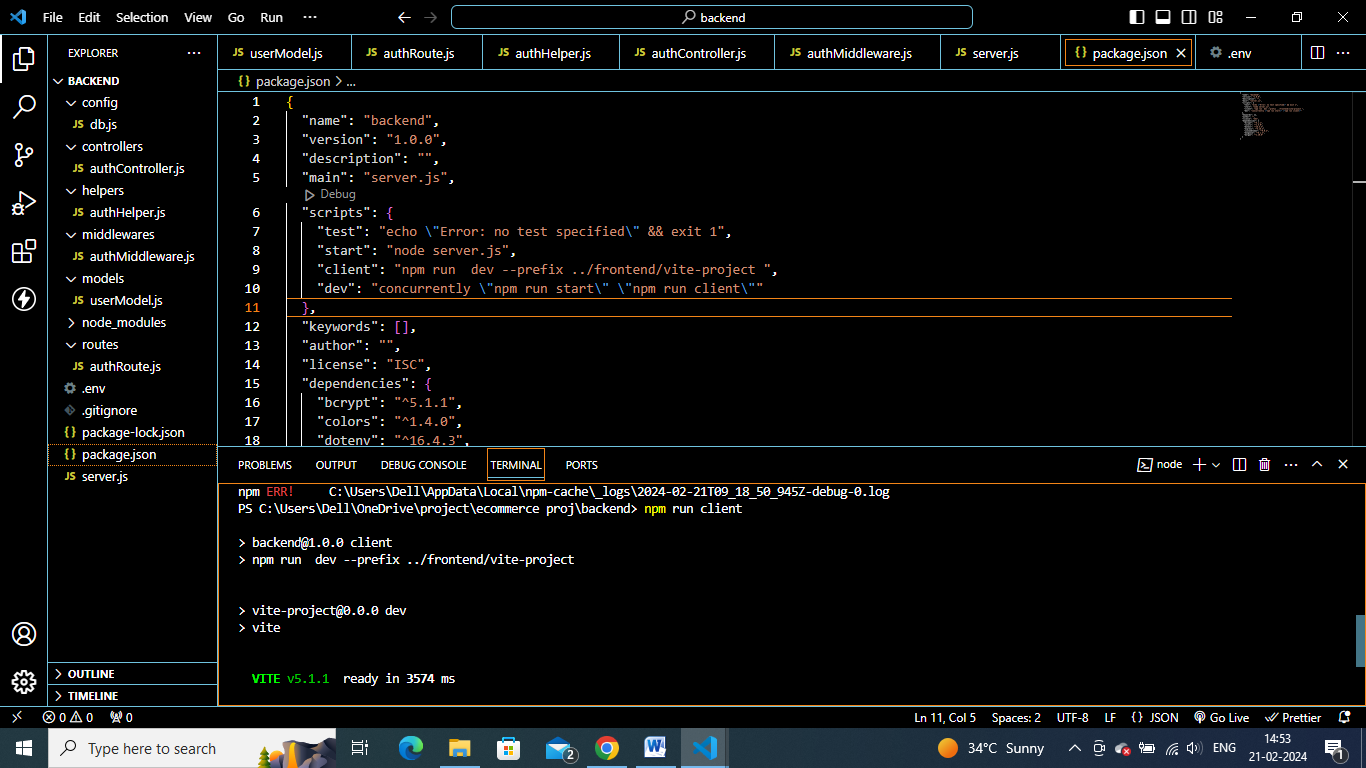 File Edit Selection View Go Run ···
backend
EXPLORER ···
BACKEND
config
JS db.js
controllers
JS authController.js
helpers
JS authHelper.js
middlewares
JS authMiddleware.js
models
JS userModel.js
node_modules
routes
JS authRoute.js
.env
.gitignore
{} package-lock.json
{} package.json
JS server.js
OUTLINE
TIMELINE
JS userModel.js JS authRoute.js JS authHelper.js JS authController.js JS authMiddleware.js JS server.js {} package.json .env ···
{} package.json > ...
1 {
2 "name": "backend",
3 "version": "1.0.0",
4 "description": "",
5 "main": "server.js",
Debug
6 "scripts": {
7 "test": "echo \"Error: no test specified\" && exit 1",
8 "start": "node server.js",
9 "client": "npm run  dev --prefix ../frontend/vite-project ",
10 "dev": "concurrently \"npm run start\" \"npm run client\""
11 },
12 "keywords": [],
13 "author": "",
14 "license": "ISC",
15 "dependencies": {
16 "bcrypt": "^5.1.1",
17 "colors": "^1.4.0",
18 "dotenv": "^16.4.3",
PROBLEMS OUTPUT DEBUG CONSOLE TERMINAL PORTS node ···
npm ERR!     C:\Users\Dell\AppData\Local\npm-cache\_logs\2024-02-21T09_18_50_945Z-debug-0.log
PS C:\Users\Dell\OneDrive\project\ecommerce proj\backend> npm run client
> backend@1.0.0 client
> npm run  dev --prefix ../frontend/vite-project
> vite-project@0.0.0 dev
> vite
VITE v5.1.1  ready in 3574 ms
0 0 0 Ln 11, Col 5 Spaces: 2 UTF-8 LF {} JSON Go Live Prettier
Type here to search 2 W 34°C Sunny ENG 14:53
21-02-2024 1